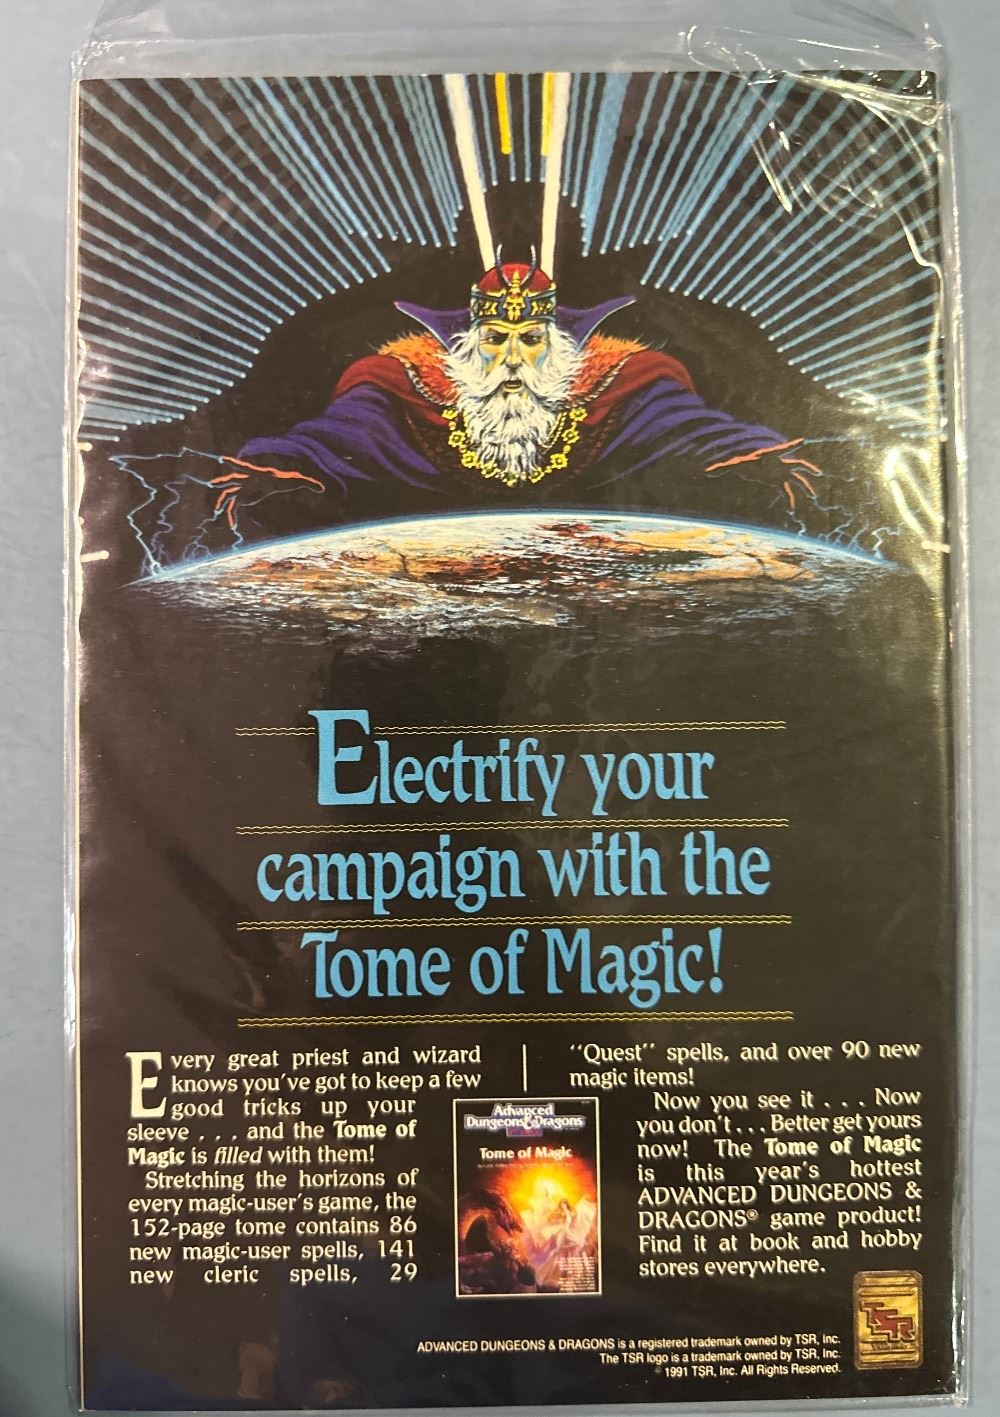 Electrify your
campaign with the
Tome of Magic!
Every great priest and wizard
knows you've got to keep a few
good tricks up your
sleeve . . . and the Tome of
Magic is filled with them!
Stretching the horizons of
every magic-user's game, the
152-page tome contains 86
new magic-user spells, 141
new cleric spells, 29
"Quest" spells, and over 90 new
magic items!
Now you see it . . . Now
you don't . . . Better get yours
now! The Tome of Magic
is this year's hottest
ADVANCED DUNGEONS &
DRAGONS® game product!
Find it at book and hobby
stores everywhere.
Advanced
Dungeons & Dragons
Tome of Magic
TSR
ADVANCED DUNGEONS & DRAGONS is a registered trademark owned by TSR, Inc.
The TSR logo is a trademark owned by TSR, Inc.
1991 TSR, Inc. All Rights Reserved.